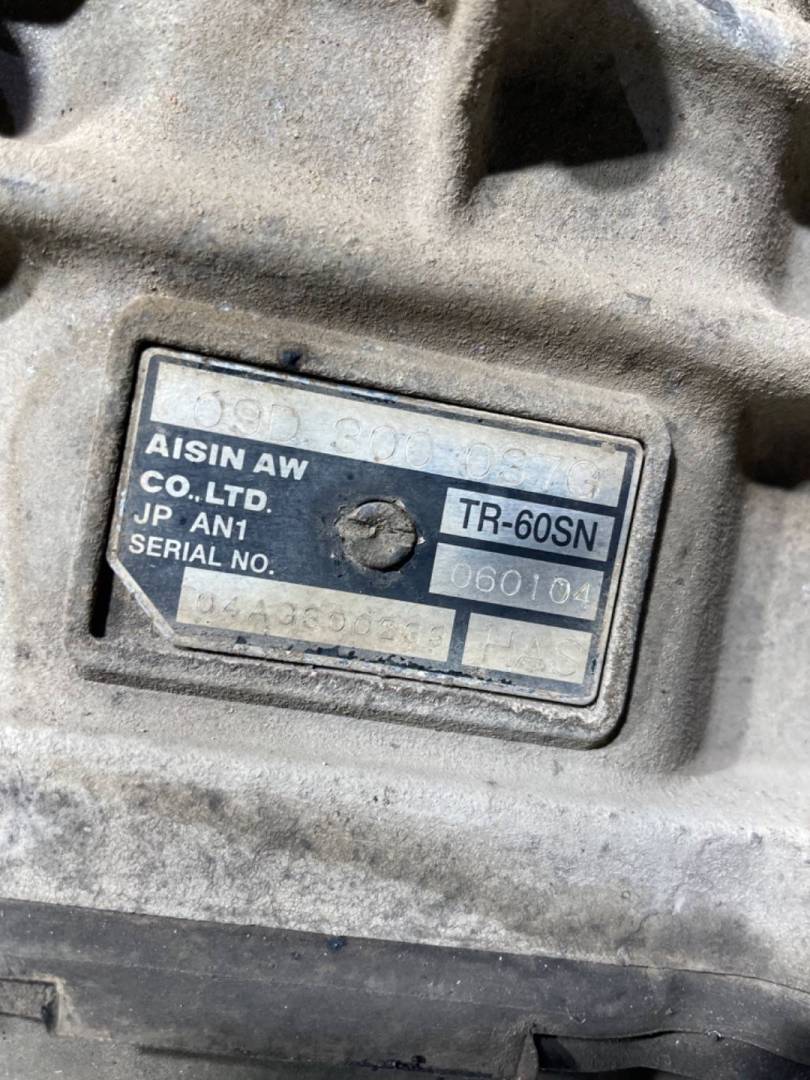 09D 300 037G
AISIN AW
CO.,LTD.
JP AN1
SERIAL NO.
TR-60SN
060104
HAS